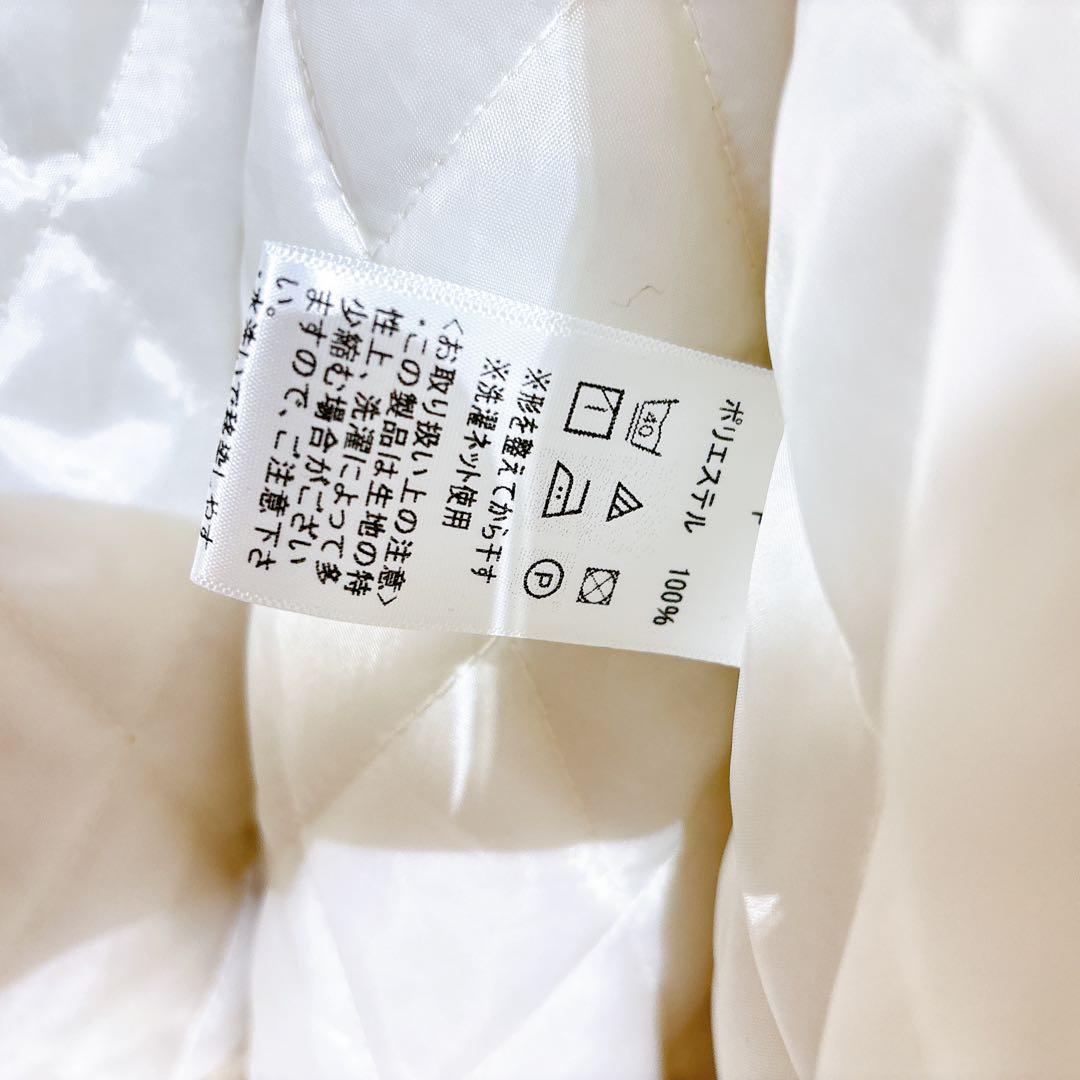 ポリエステル 100%
40
P
※形を整えてから干す
※洗濯ネット使用
<お取り扱い上の注意>
・この製品は生地の特
性上、洗濯によって多
少縮む場合がござい
ますので、ご注意下さ
い。